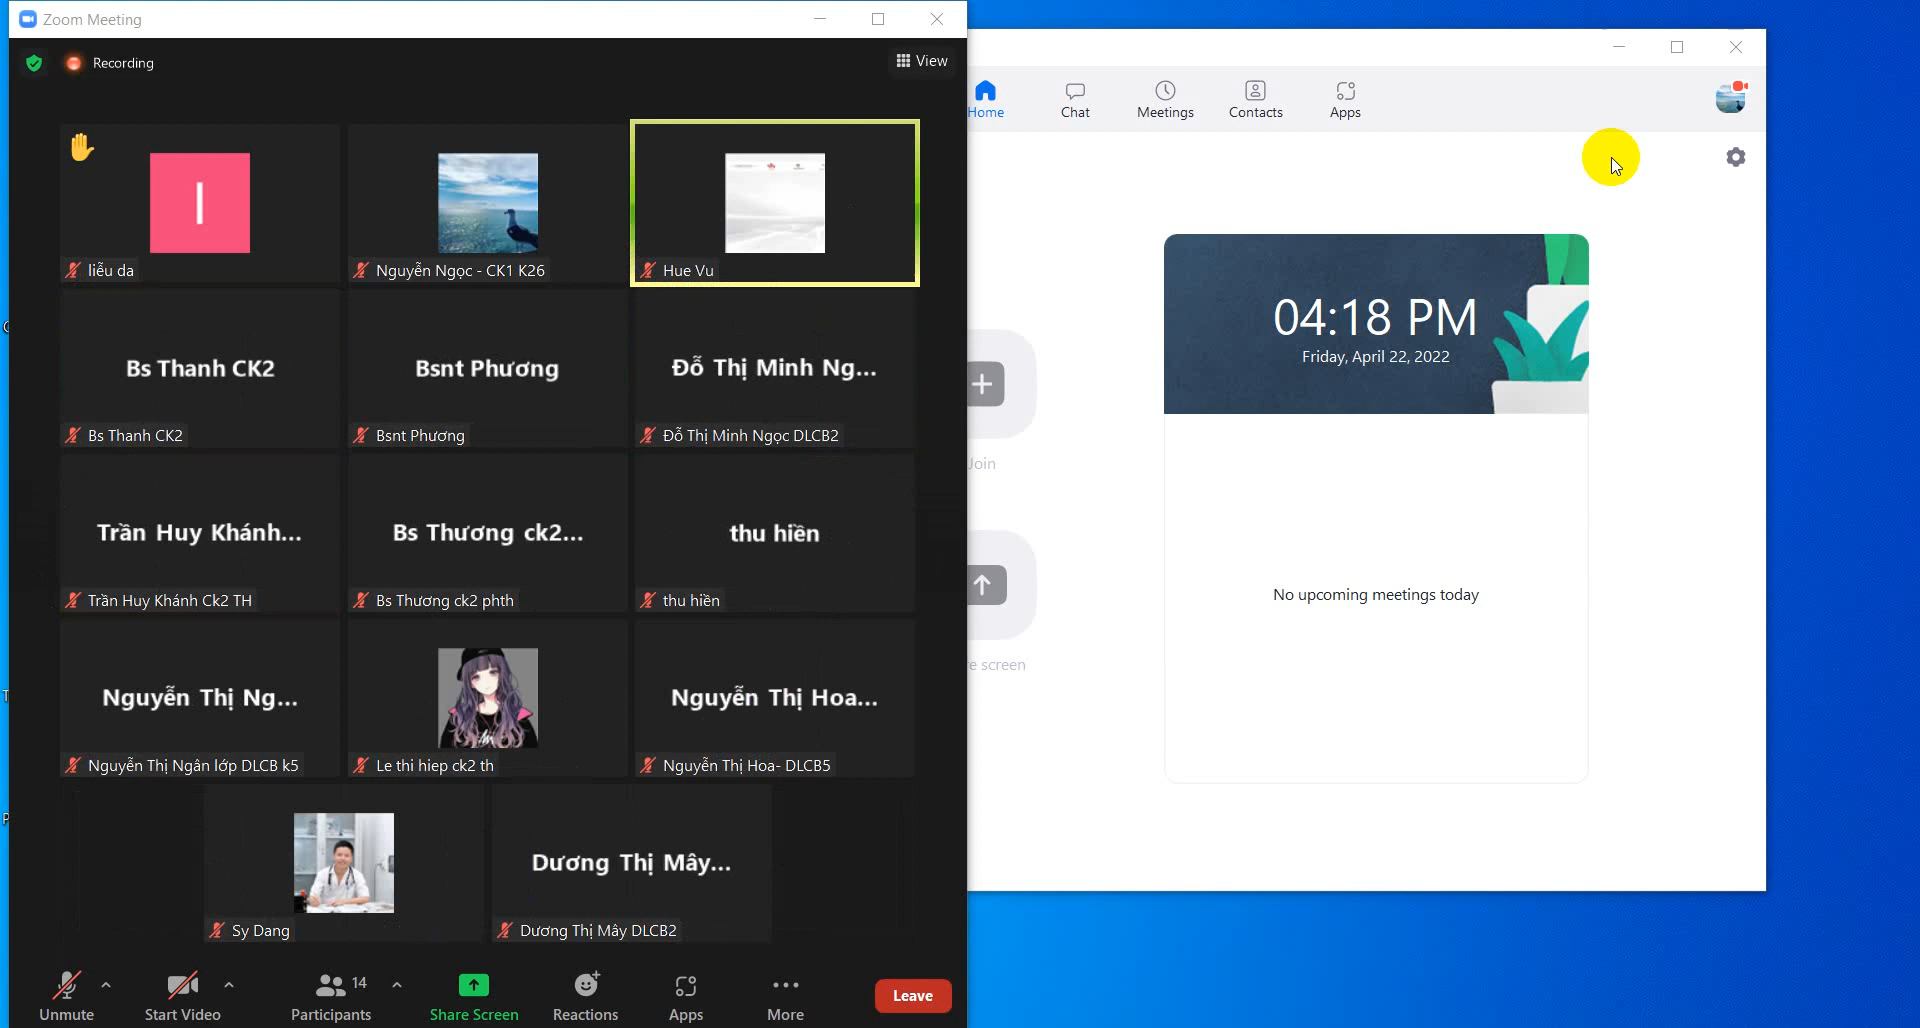 Zoom Meeting
Recording
View
I
liễu da
Nguyễn Ngọc - CK1 K26
Hue Vu
Bs Thanh CK2
Bsnt Phương
Đỗ Thị Minh Ng...
Bs Thanh CK2
Bsnt Phương
Đỗ Thị Minh Ngọc DLCB2
Trần Huy Khánh...
Bs Thương ck2...
thu hiền
Trần Huy Khánh Ck2 TH
Bs Thương ck2 phth
thu hiền
Nguyễn Thị Ng...
Nguyễn Thị Hoa...
Nguyễn Thị Ngân lớp DLCB k5
Le thi hiep ck2 th
Nguyễn Thị Hoa- DLCB5
Dương Thị Mây...
Sy Dang
Dương Thị Mây DLCB2
Unmute
Start Video
14
Participants
Share Screen
Reactions
Apps
More
Leave
Home
Chat
Meetings
Contacts
Apps
04:18 PM
Friday, April 22, 2022
Join
re screen
No upcoming meetings today